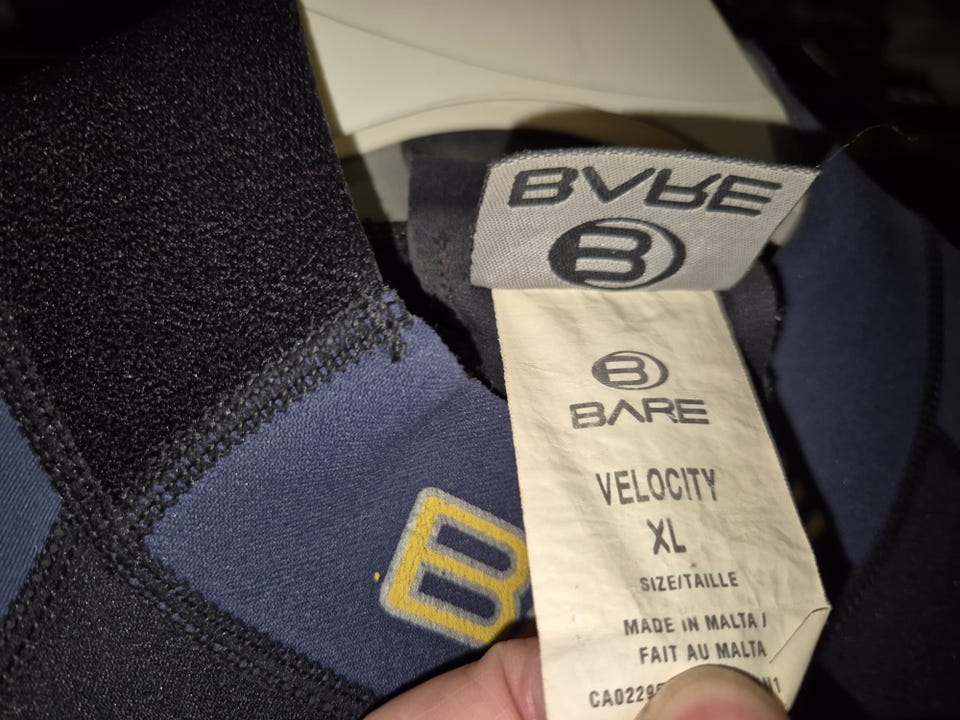 BARE
B
B
BARE
VELOCITY
XL
SIZE/TAILLE
MADE IN MALTA /
FAIT AU MALTA
B